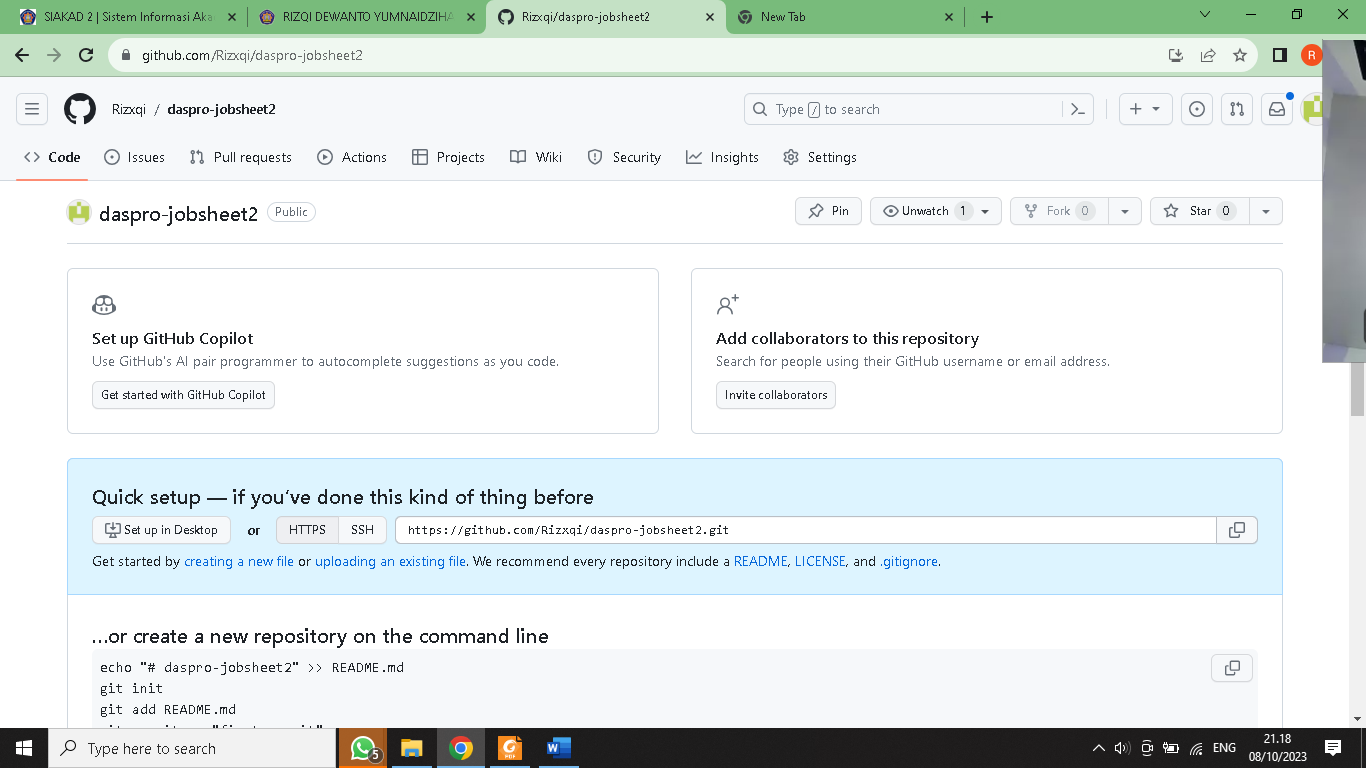 SIAKAD 2 | Sistem Informasi Aka
RIZQI DEWANTO YUMNAIDZIHA
Rizxqi/daspro-jobsheet2
New Tab
github.com/Rizxqi/daspro-jobsheet2
R
Rizxqi / daspro-jobsheet2
Type / to search
Code
Issues
Pull requests
Actions
Projects
Wiki
Security
Insights
Settings
daspro-jobsheet2 Public
Pin
Unwatch 1
Fork 0
Star 0
Set up GitHub Copilot
Use GitHub's AI pair programmer to autocomplete suggestions as you code.
Get started with GitHub Copilot
Add collaborators to this repository
Search for people using their GitHub username or email address.
Invite collaborators
Quick setup — if you've done this kind of thing before
Set up in Desktop or HTTPS SSH https://github.com/Rizxqi/daspro-jobsheet2.git
Get started by creating a new file or uploading an existing file. We recommend every repository include a README, LICENSE, and .gitignore.
…or create a new repository on the command line
echo "# daspro-jobsheet2" >> README.md
git init
git add README.md
Type here to search
5
ENG
21.18
08/10/2023